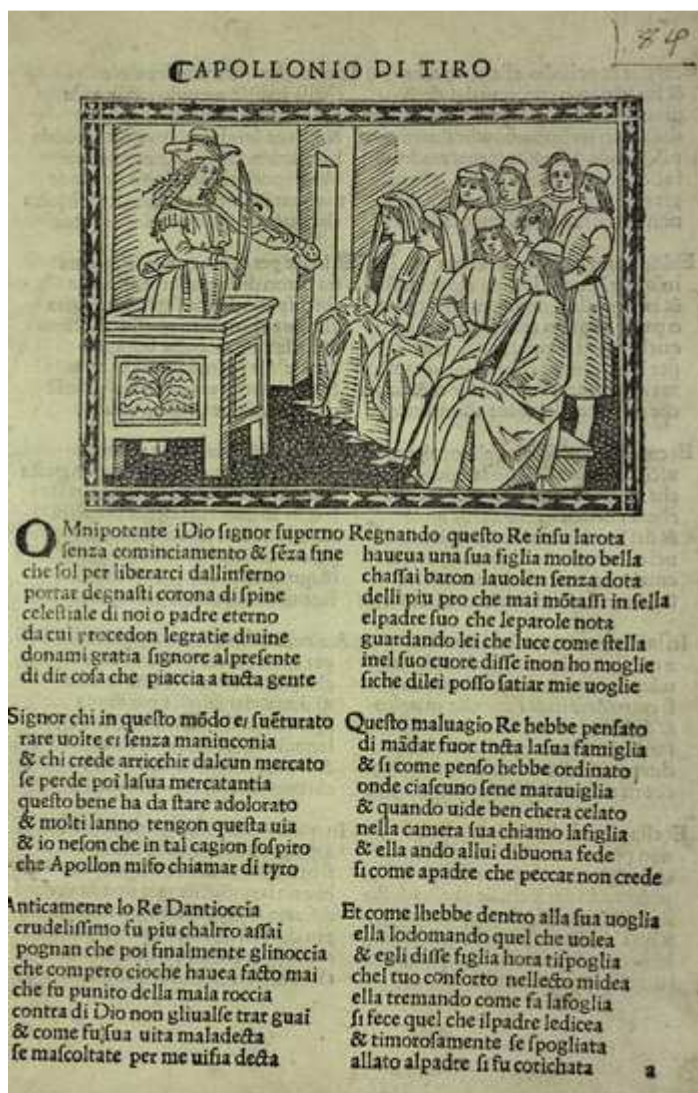 84
CAPOLLONIO DI TIRO
OMnipotente iDio ſignor ſuperno
ſenza cominciamento & ſẽza fine
che ſol per liberarci dallinferno
portar degnaſti corona di ſpine
celeſtiale di noi o padre eterno
da cui procedon legratie diuine
donami gratia ſignore alpreſente
di dir coſa che piaccia a tucta gente
Signor chi in queſto mõdo ei ſuẽturato
rare uolte ei ſenza maninconia
& chi crede arricchir dalcun mercato
ſe perde poi laſua mercatantia
queſto bene ha da ſtare adolorato
& molti lanno tengon queſta uia
& io neſon che in tal cagion ſoſpiro
che Apollon miſo chiamar di tyro
Anticamenre lo Re Dantioccia
crudeliſſimo fu piu chalrro aſſai
pognan che poi finalmente glinoccia
che compero cioche hauea facto mai
che fu punito della mala roccia
contra di Dio non gliualſe trar guai
& come fu ſua uita maladecta
ſe maſcoltate per me uiſia decta
Regnando queſto Re inſu larota
haueua una ſua figlia molto bella
chaſſai baron lauolen ſenza dota
delli piu pro che mai mõtaſſi in ſella
elpadre ſuo che leparole nota
guardando lei che luce come ſtella
inel ſuo cuore diſſe inon ho moglie
ſiche dilei poſſo ſatiar mie uoglie
Queſto maluagio Re hebbe penſato
di mãdar fuor tncta laſua famiglia
& ſi come penſo hebbe ordinato
onde ciaſcuno ſene marauiglia
& quando uide ben chera celato
nella camera ſua chiamo lafiglia
& ella ando allui dibuona fede
ſi come apadre che peccar non crede
Et come lhebbe dentro alla ſua uoglia
ella lodomando quel che uolea
& egli diſſe figlia hora tiſpoglia
chel tuo conforto nellecto midea
ella tremando come fa lafoglia
ſi fece quel che ilpadre ledicea
& timoroſamente ſe ſpogliata
allato alpadre ſi fu corichata
a